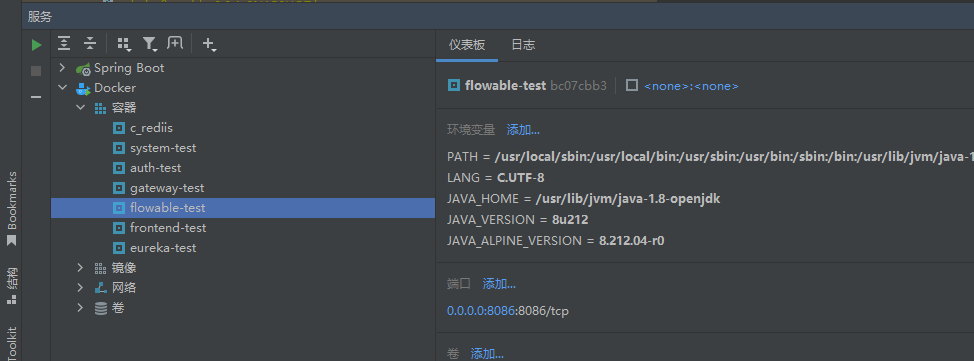 服务
Spring Boot
Docker
容器
c_rediis
system-test
auth-test
gateway-test
flowable-test
frontend-test
eureka-test
镜像
网络
卷
仪表板 日志
flowable-test bc07cbb3 <none>:<none>
环境变量 添加...
PATH = /usr/local/sbin:/usr/local/bin:/usr/sbin:/usr/bin:/sbin:/bin:/usr/lib/jvm/java-1
LANG = C.UTF-8
JAVA_HOME = /usr/lib/jvm/java-1.8-openjdk
JAVA_VERSION = 8u212
JAVA_ALPINE_VERSION = 8.212.04-r0
端口 添加...
0.0.0.0:8086:8086/tcp
卷 添加...
Bookmarks
结构
Toolkit